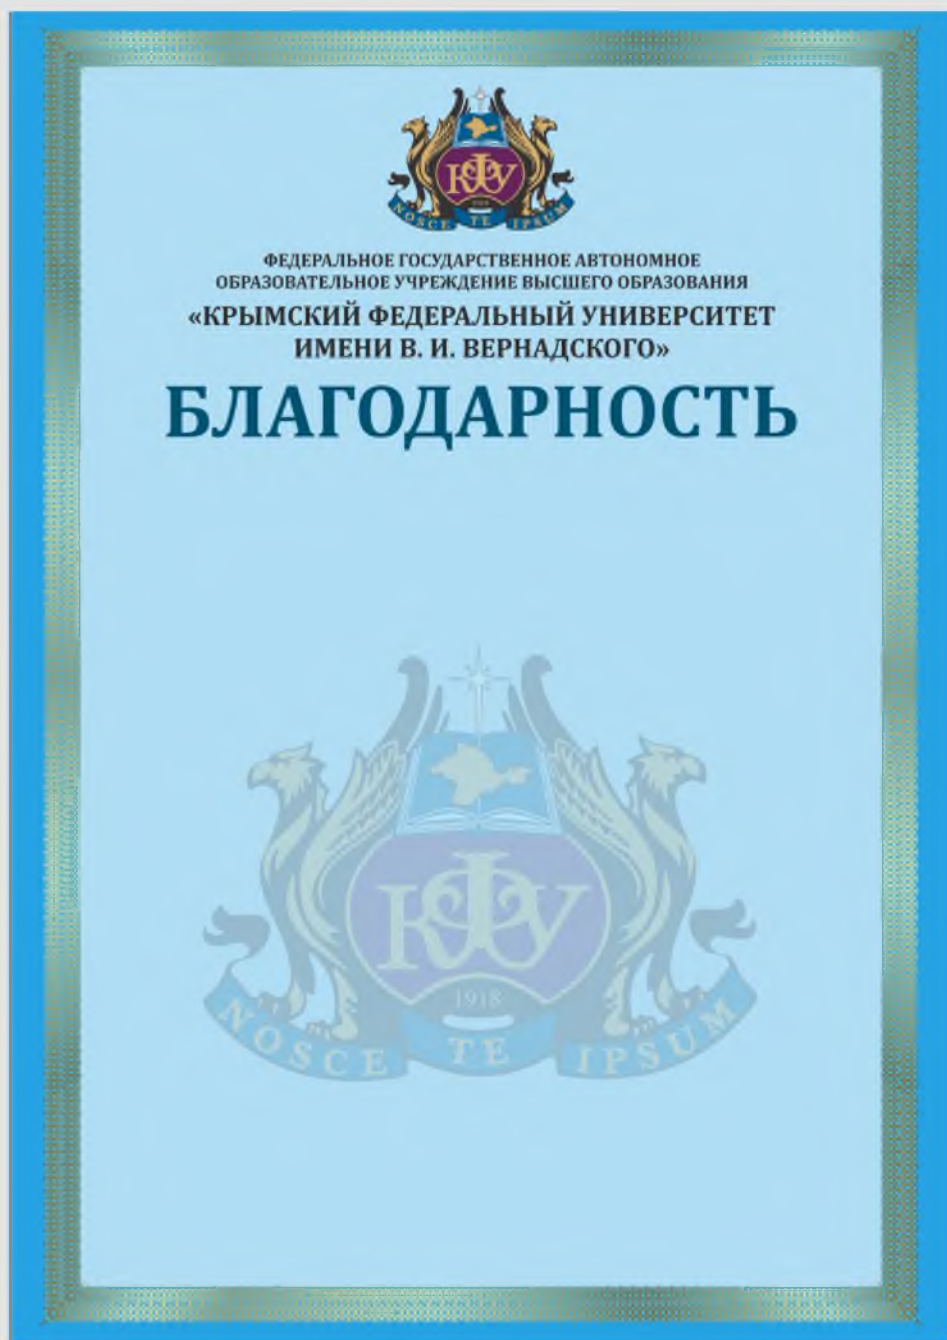 КФУ
1918
NOSCE TE IPSUM
ФЕДЕРАЛЬНОЕ ГОСУДАРСТВЕННОЕ АВТОНОМНОЕ
ОБРАЗОВАТЕЛЬНОЕ УЧРЕЖДЕНИЕ ВЫСШЕГО ОБРАЗОВАНИЯ
«КРЫМСКИЙ ФЕДЕРАЛЬНЫЙ УНИВЕРСИТЕТ
ИМЕНИ В. И. ВЕРНАДСКОГО»
БЛАГОДАРНОСТЬ
КФУ
1918
NOSCE TE IPSUM